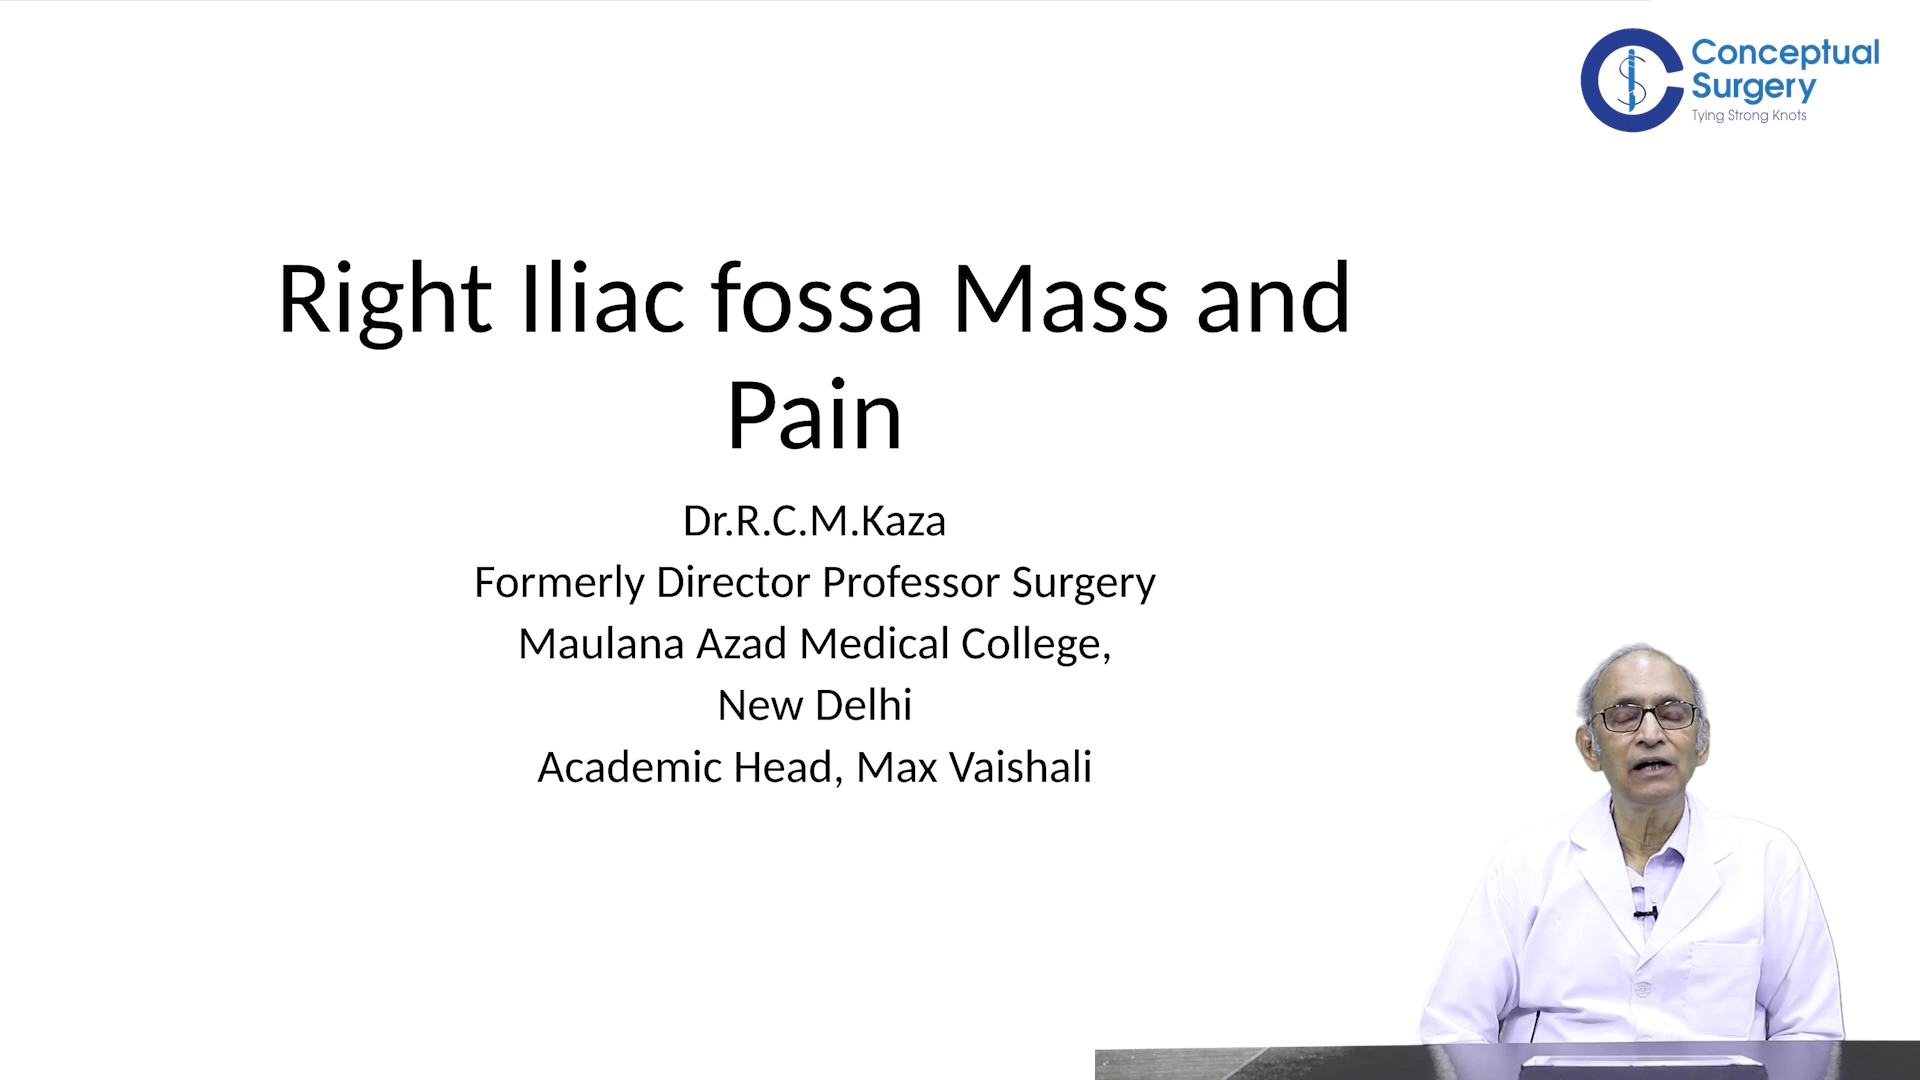 Conceptual
Surgery
Tying Strong Knots
Right Iliac fossa Mass and
Pain
Dr.R.C.M.Kaza
Formerly Director Professor Surgery
Maulana Azad Medical College,
New Delhi
Academic Head, Max Vaishali